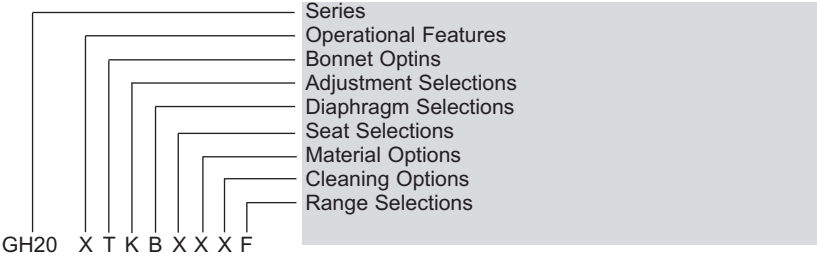 Series
Operational Features
Bonnet Optins
Adjustment Selections
Diaphragm Selections
Seat Selections
Material Options
Cleaning Options
Range Selections
GH20 X T K B X X X F